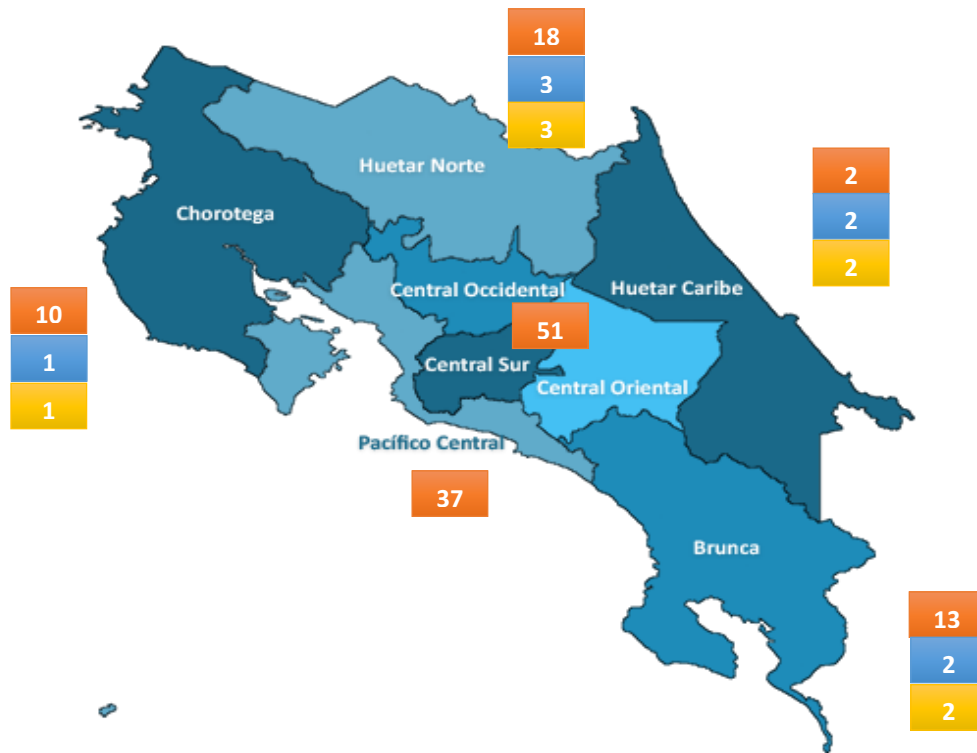 18
3
3
Huetar Norte
2
2
2
Chorotega
Huetar Caribe
Central Occidental
10
1
1
51
Central Sur
Central Oriental
Pacífico Central
37
Brunca
13
2
2